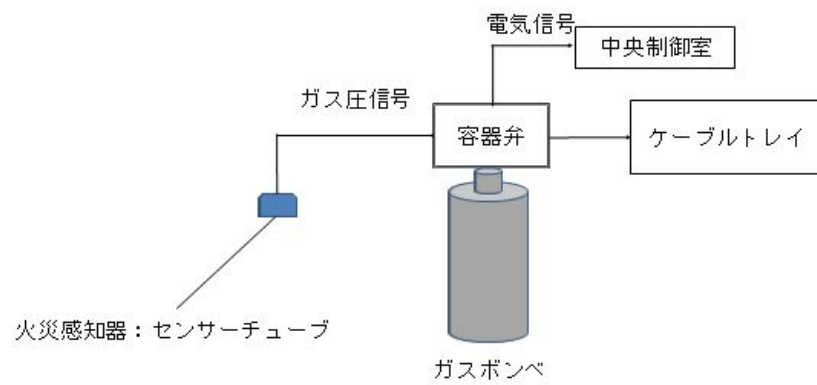 電気信号
中央制御室
ガス圧信号
容器弁
ケーブルトレイ
火災感知器：センサーチューブ
ガスボンベ